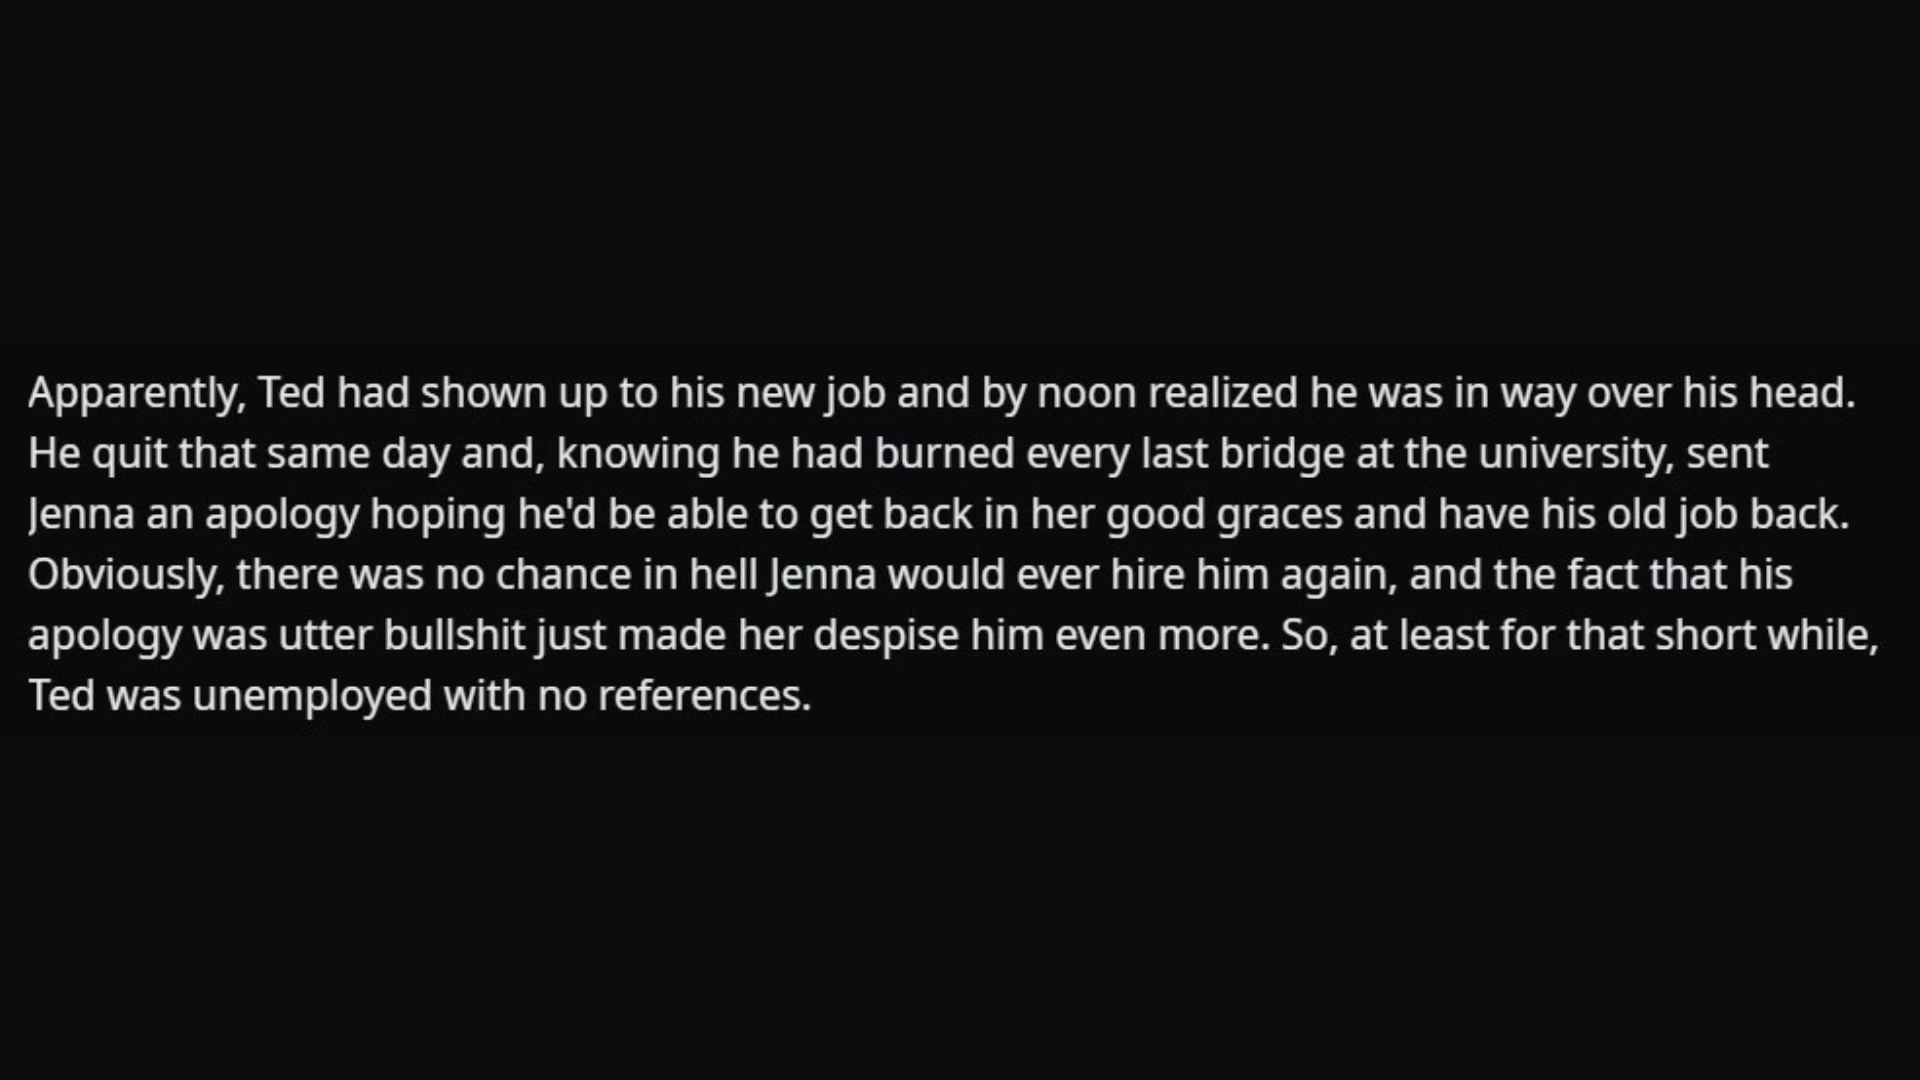 Apparently, Ted had shown up to his new job and by noon realized he was in way over his head.
He quit that same day and, knowing he had burned every last bridge at the university, sent
Jenna an apology hoping he'd be able to get back in her good graces and have his old job back.
Obviously, there was no chance in hell Jenna would ever hire him again, and the fact that his
apology was utter bullshit just made her despise him even more. So, at least for that short while,
Ted was unemployed with no references.